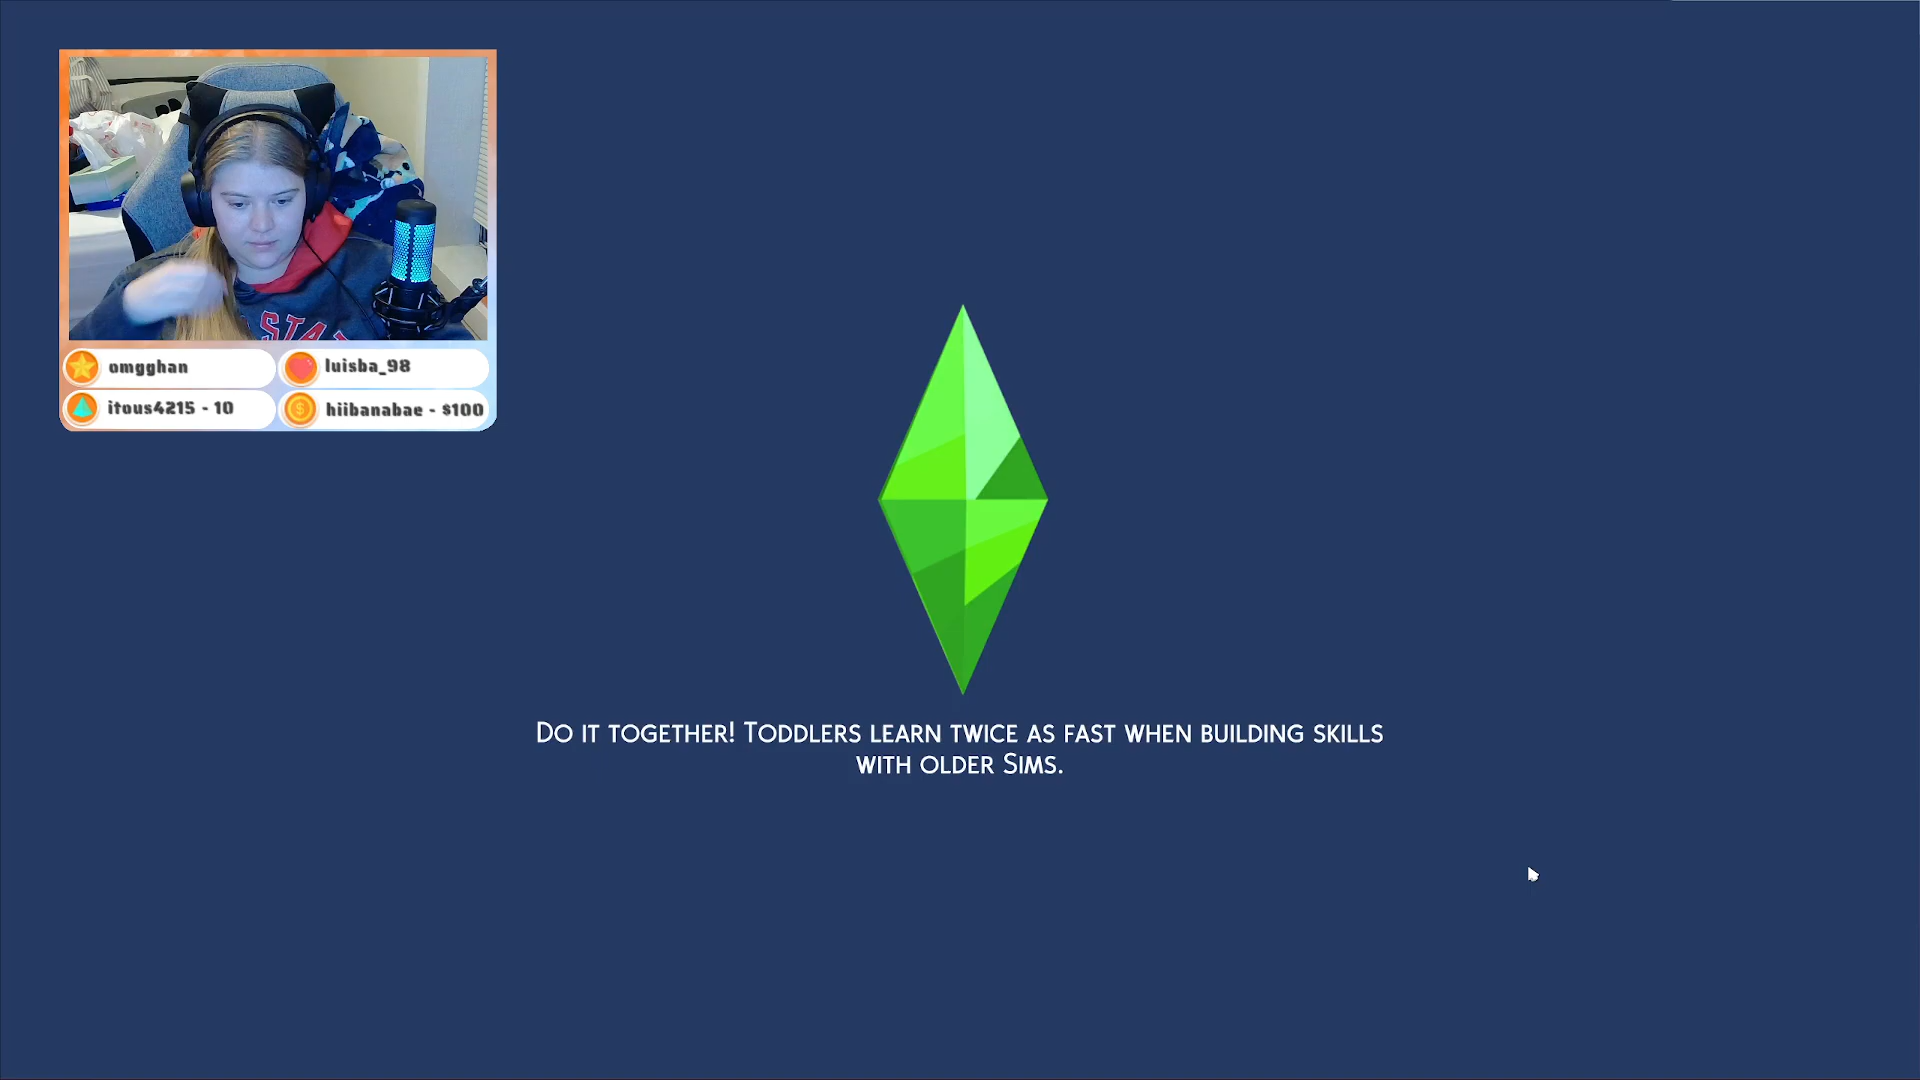 STA
omgghan
luisba_98
itous4215 - 10
hiibanabae - $100
Do it together! Toddlers learn twice as fast when building skills
with older Sims.